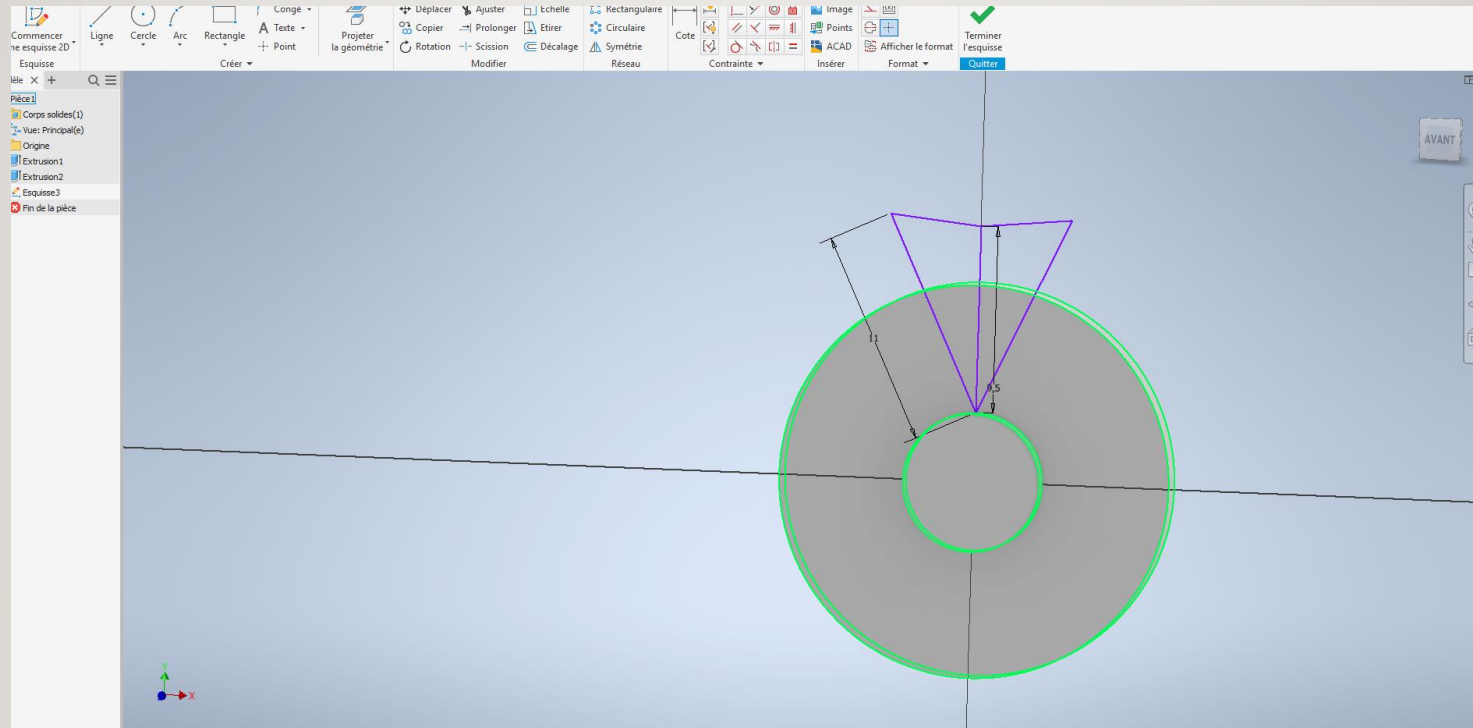 Congé
Déplacer
Ajuster
Echelle
Rectangulaire
Image
Commencer
ne esquisse 2D
Ligne
Cercle
Arc
Rectangle
A Texte
Point
Projeter
la géométrie
Copier
Prolonger
Etirer
Circulaire
Cote
Points
Terminer
l'esquisse
Rotation
Scission
Décalage
Symétrie
ACAD
Afficher le format
Esquisse
Créer
Modifier
Réseau
Contrainte
Insérer
Format
Quitter
Pièce1
Corps solides(1)
Vue: Principal(e)
Origine
Extrusion1
Extrusion2
Esquisse3
Fin de la pièce
AVANT
11
9,5
Y
X